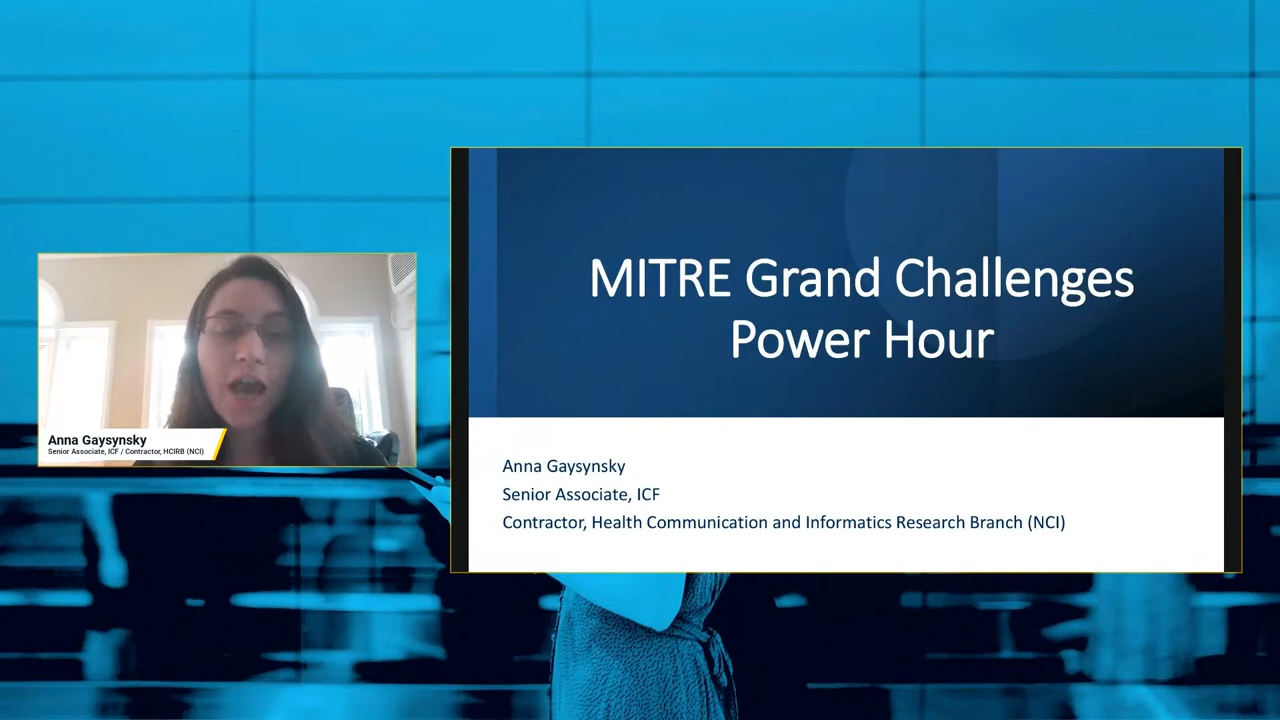 Anna Gaysynsky
Senior Associate, ICF / Contractor, HCIRB (NCI)
MITRE Grand Challenges
Power Hour
Anna Gaysynsky
Senior Associate, ICF
Contractor, Health Communication and Informatics Research Branch (NCI)